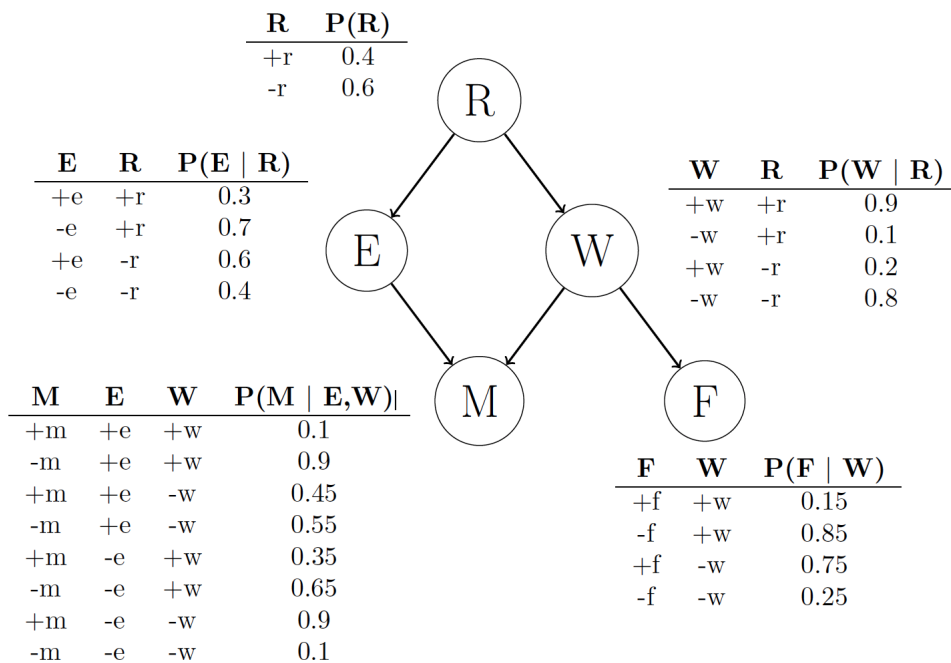 R P(R)
+r 0.4
-r 0.6
R
E R P(E | R)
+e +r 0.3
-e +r 0.7
+e -r 0.6
-e -r 0.4
W R P(W | R)
+w +r 0.9
-w +r 0.1
+w -r 0.2
-w -r 0.8
E
W
M E W P(M | E,W)|
+m +e +w 0.1
-m +e +w 0.9
+m +e -w 0.45
-m +e -w 0.55
+m -e +w 0.35
-m -e +w 0.65
+m -e -w 0.9
-m -e -w 0.1
M
F
F W P(F | W)
+f +w 0.15
-f +w 0.85
+f -w 0.75
-f -w 0.25